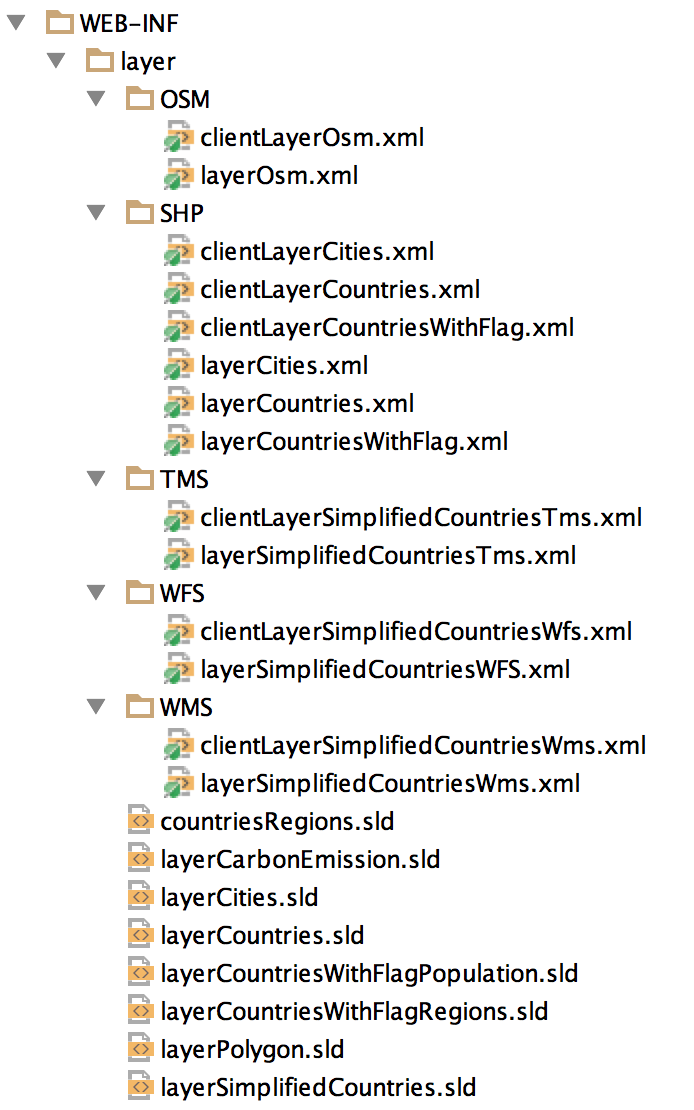 WEB-INF
layer
OSM
clientLayerOsm.xml
layerOsm.xml
SHP
clientLayerCities.xml
clientLayerCountries.xml
clientLayerCountriesWithFlag.xml
layerCities.xml
layerCountries.xml
layerCountriesWithFlag.xml
TMS
clientLayerSimplifiedCountriesTms.xml
layerSimplifiedCountriesTms.xml
WFS
clientLayerSimplifiedCountriesWfs.xml
layerSimplifiedCountriesWFS.xml
WMS
clientLayerSimplifiedCountriesWms.xml
layerSimplifiedCountriesWms.xml
countriesRegions.sld
layerCarbonEmission.sld
layerCities.sld
layerCountries.sld
layerCountriesWithFlagPopulation.sld
layerCountriesWithFlagRegions.sld
layerPolygon.sld
layerSimplifiedCountries.sld